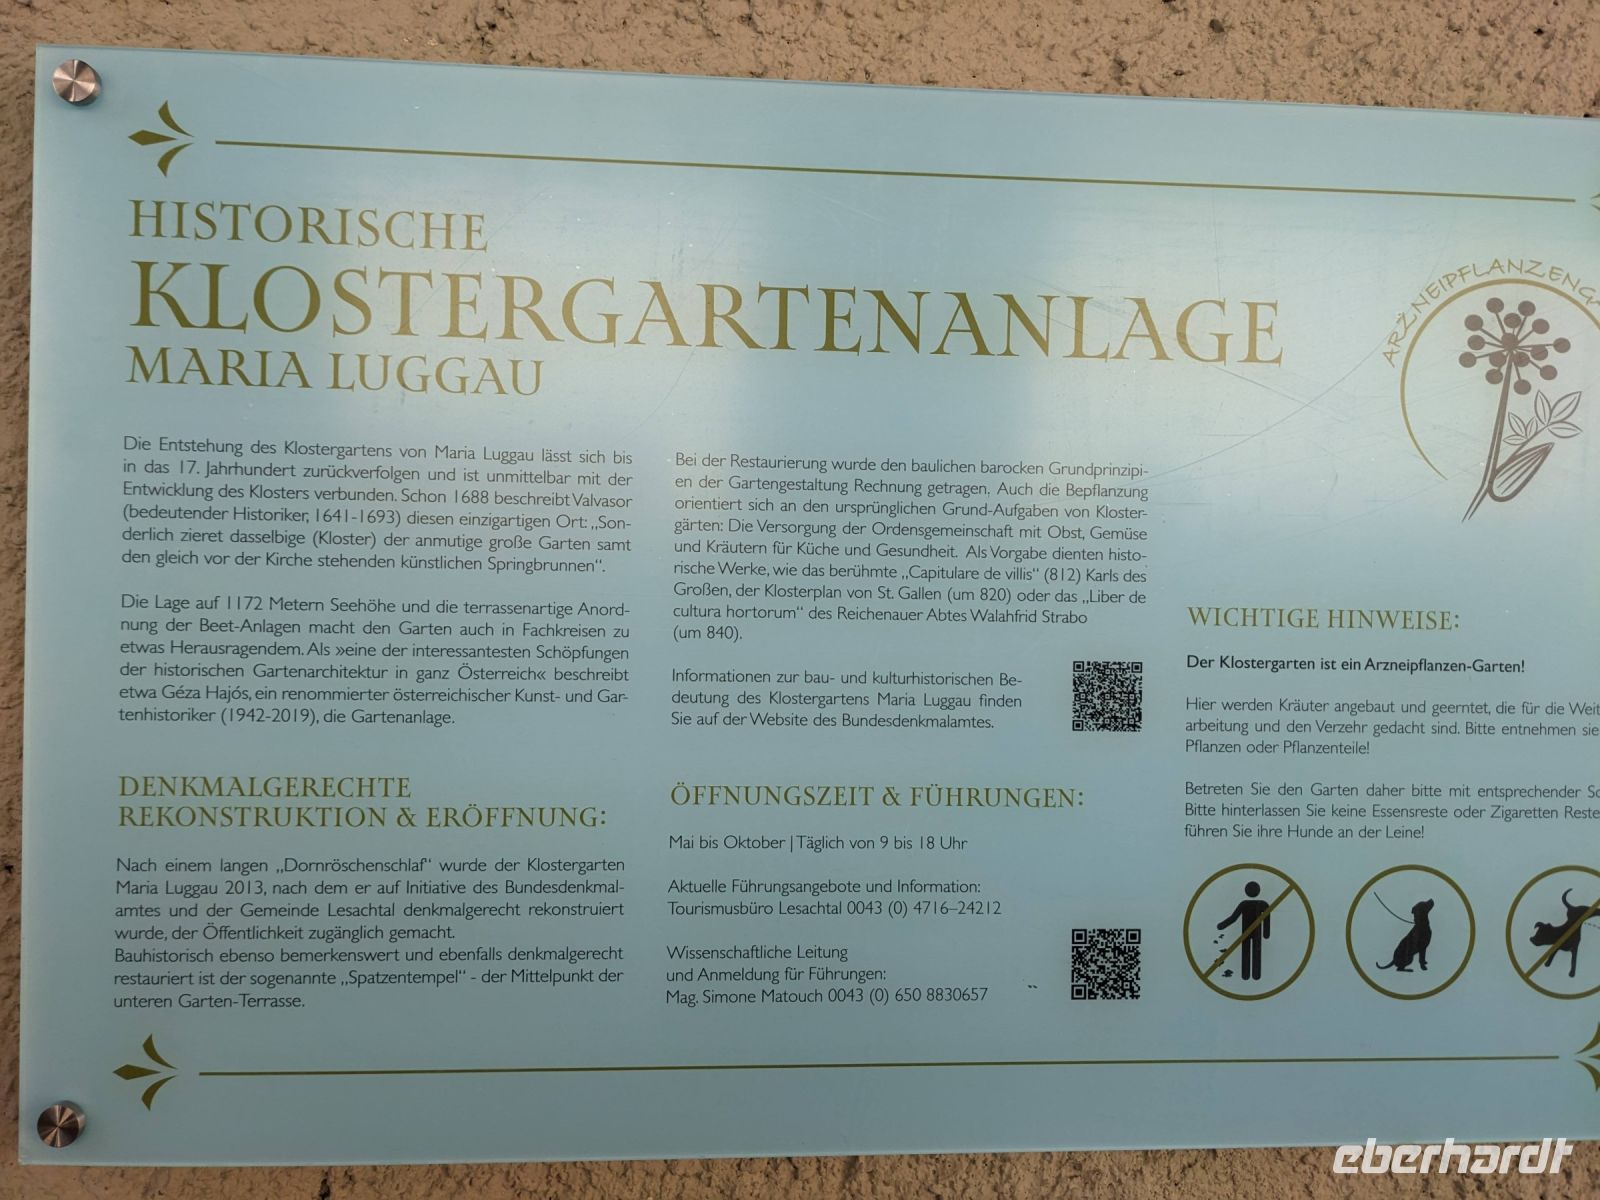 HISTORISCHE
KLOSTERGARTENANLAGE
MARIA LUGGAU
ARZNEIPFLANZENGA
Die Entstehung des Klostergartens von Maria Luggau lässt sich bis
in das 17. Jahrhundert zurückverfolgen und ist unmittelbar mit der
Entwicklung des Klosters verbunden. Schon 1688 beschreibt Valvasor
(bedeutender Historiker, 1641-1693) diesen einzigartigen Ort: „Son-
derlich zieret dasselbige (Kloster) der anmutige große Garten samt
den gleich vor der Kirche stehenden künstlichen Springbrunnen“.
Die Lage auf 1172 Metern Seehöhe und die terrassenartige Anord-
nung der Beet-Anlagen macht den Garten auch in Fachkreisen zu
etwas Herausragendem. Als »eine der interessantesten Schöpfungen
der historischen Gartenarchitektur in ganz Österreich« beschreibt
etwa Géza Hajós, ein renommierter österreichischer Kunst- und Gar-
tenhistoriker (1942-2019), die Gartenanlage.
DENKMALGERECHTE
REKONSTRUKTION & ERÖFFNUNG:
Nach einem langen „Dornröschenschlaf“ wurde der Klostergarten
Maria Luggau 2013, nach dem er auf Initiative des Bundesdenkmal-
amtes und der Gemeinde Lesachtal denkmalgerecht rekonstruiert
wurde, der Öffentlichkeit zugänglich gemacht.
Bauhistorisch ebenso bemerkenswert und ebenfalls denkmalgerecht
restauriert ist der sogenannte „Spatzentempel“ - der Mittelpunkt der
unteren Garten-Terrasse.
Bei der Restaurierung wurde den baulichen barocken Grundprinzipi-
en der Gartengestaltung Rechnung getragen. Auch die Bepflanzung
orientiert sich an den ursprünglichen Grund-Aufgaben von Kloster-
gärten: Die Versorgung der Ordensgemeinschaft mit Obst, Gemüse
und Kräutern für Küche und Gesundheit. Als Vorgabe dienten histo-
rische Werke, wie das berühmte „Capitulare de villis“ (812) Karls des
Großen, der Klosterplan von St. Gallen (um 820) oder das „Liber de
cultura hortorum“ des Reichenauer Abtes Walahfrid Strabo
(um 840).
Informationen zur bau- und kulturhistorischen Be-
deutung des Klostergartens Maria Luggau finden
Sie auf der Website des Bundesdenkmalamtes.
ÖFFNUNGSZEIT & FÜHRUNGEN:
Mai bis Oktober | Täglich von 9 bis 18 Uhr
Aktuelle Führungsangebote und Information:
Tourismusbüro Lesachtal 0043 (0) 4716–24212
Wissenschaftliche Leitung
und Anmeldung für Führungen:
Mag. Simone Matouch 0043 (0) 650 8830657
WICHTIGE HINWEISE:
Der Klostergarten ist ein Arzneipflanzen-Garten!
Hier werden Kräuter angebaut und geerntet, die für die Weit
arbeitung und den Verzehr gedacht sind. Bitte entnehmen sie
Pflanzen oder Pflanzenteile!
Betreten Sie den Garten daher bitte mit entsprechender So
Bitte hinterlassen Sie keine Essensreste oder Zigaretten Reste
führen Sie ihre Hunde an der Leine!
eberhardt